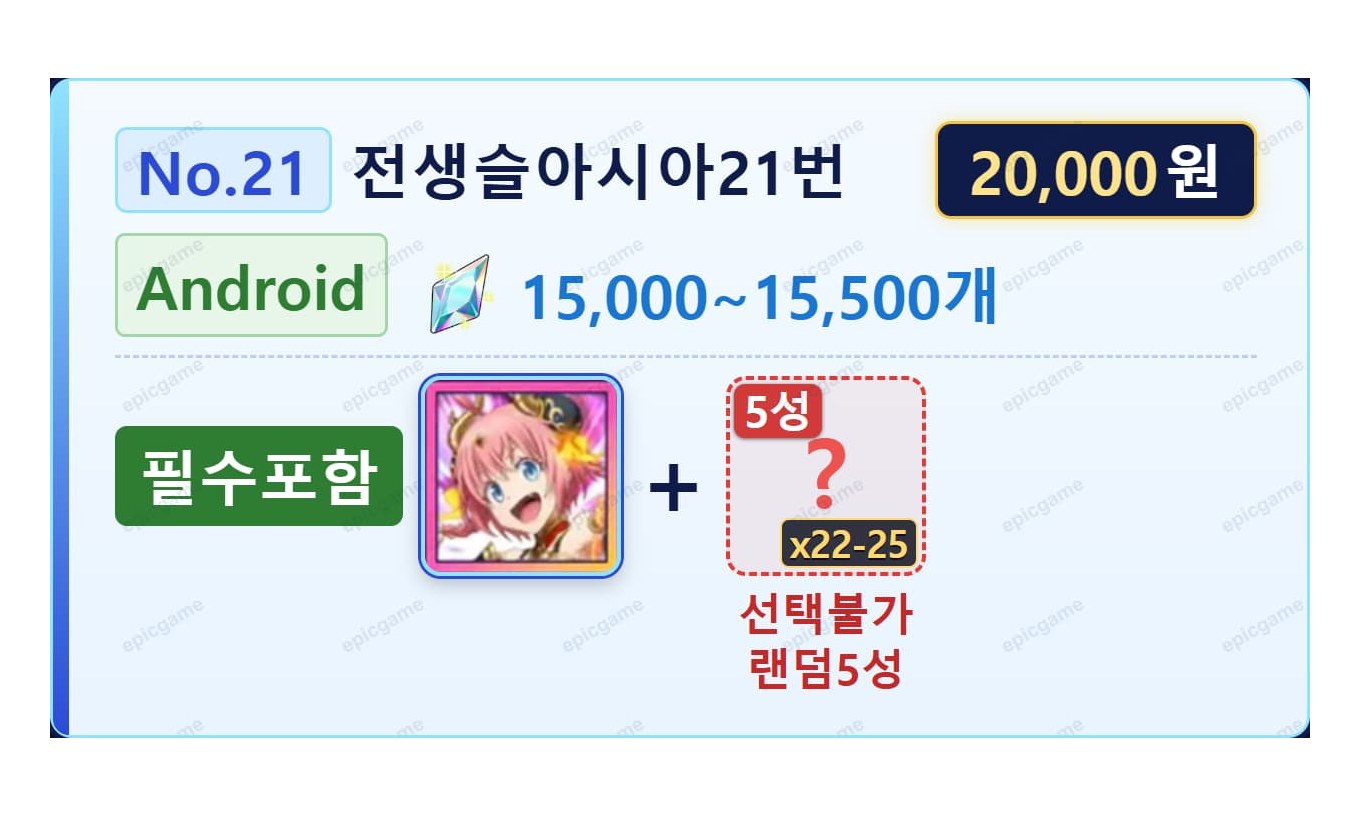 No.21 전생슬아시아21번 20,000원
Android 15,000~15,500개
필수포함 + 5성 ? x22-25
선택불가
랜덤5성
epicgame